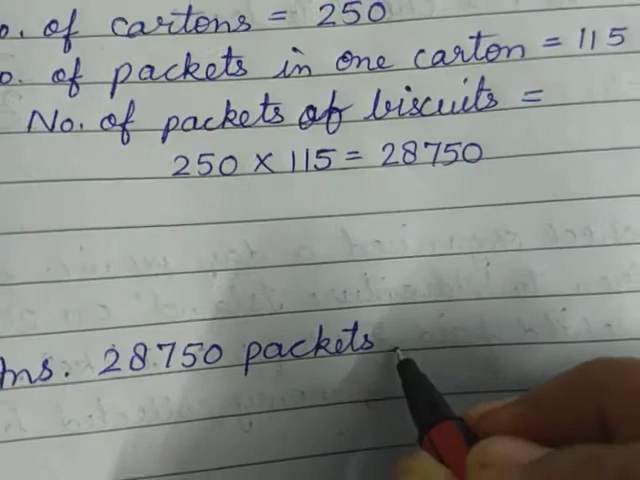 o. of cartons = 250
o. of packets in one carton = 115
No. of packets of biscuits =
250 × 115 = 28750
Ans. 28750 packets